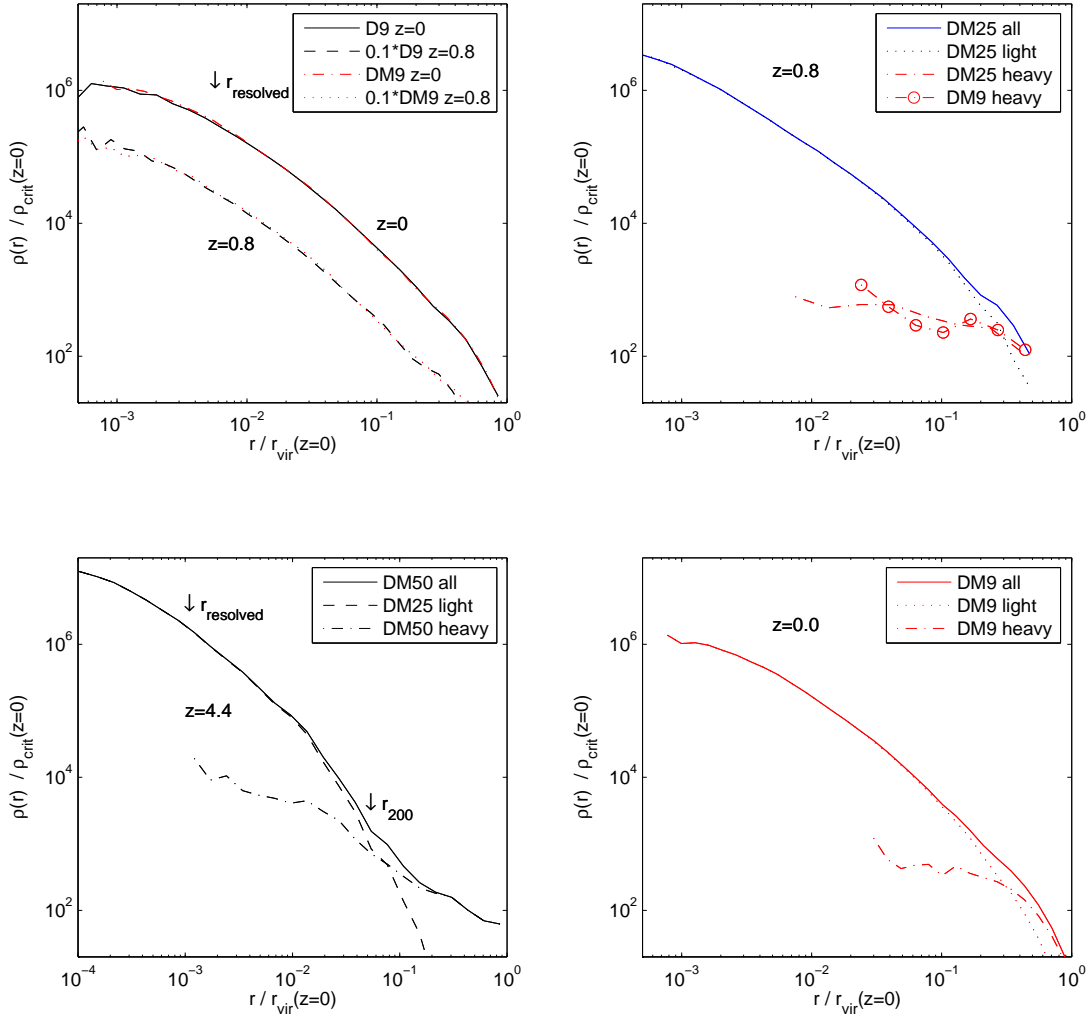 D9 z=0
0.1*D9 z=0.8
DM9 z=0
0.1*DM9 z=0.8
↓ r_resolved
z=0
z=0.8
10^6
10^4
10^2
ρ(r) / ρ_crit(z=0)
10^−3
10^−2
10^−1
10^0
r / r_vir(z=0)
DM25 all
DM25 light
DM25 heavy
DM9 heavy
z=0.8
10^6
10^4
10^2
ρ(r) / ρ_crit(z=0)
10^−3
10^−2
10^−1
10^0
r / r_vir(z=0)
DM50 all
DM25 light
DM50 heavy
↓ r_resolved
z=4.4
↓ r_200
10^6
10^4
10^2
ρ(r) / ρ_crit(z=0)
10^−4
10^−3
10^−2
10^−1
10^0
r / r_vir(z=0)
DM9 all
DM9 light
DM9 heavy
z=0.0
10^6
10^4
10^2
ρ(r) / ρ_crit(z=0)
10^−3
10^−2
10^−1
10^0
r / r_vir(z=0)